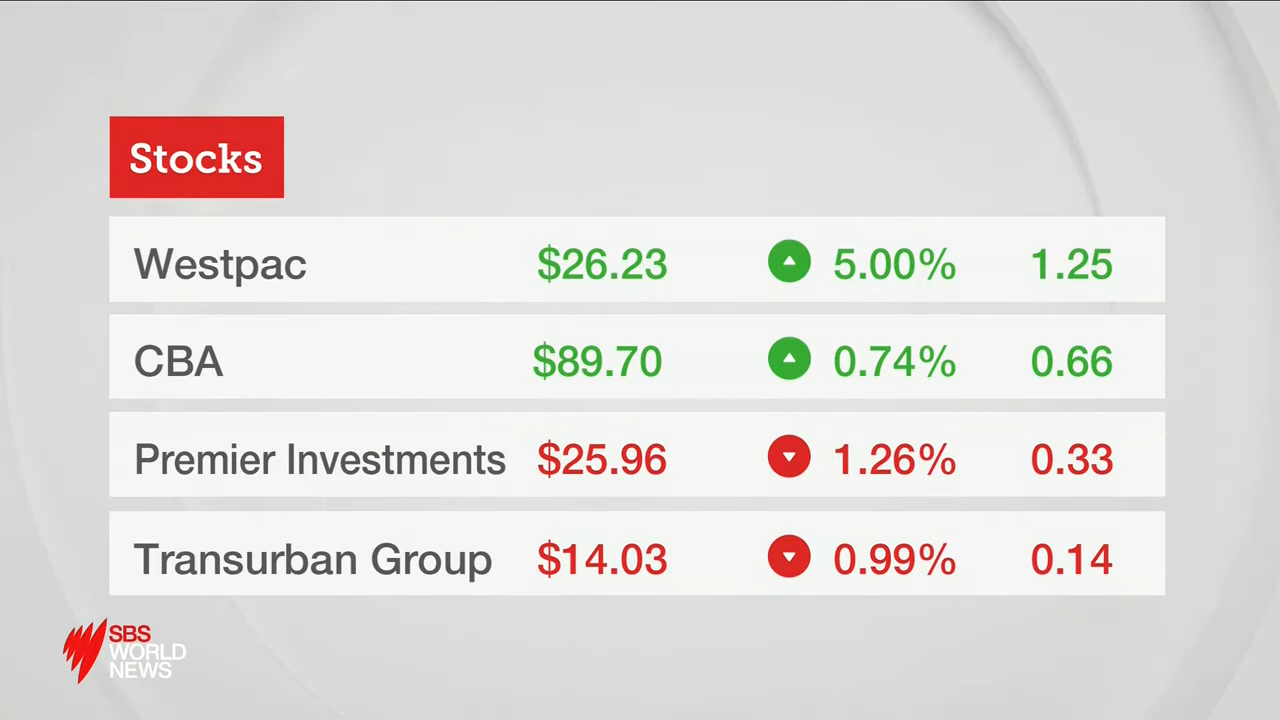 Stocks
Westpac $26.23 5.00% 1.25
CBA $89.70 0.74% 0.66
Premier Investments $25.96 1.26% 0.33
Transurban Group $14.03 0.99% 0.14
SBS
WORLD
NEWS